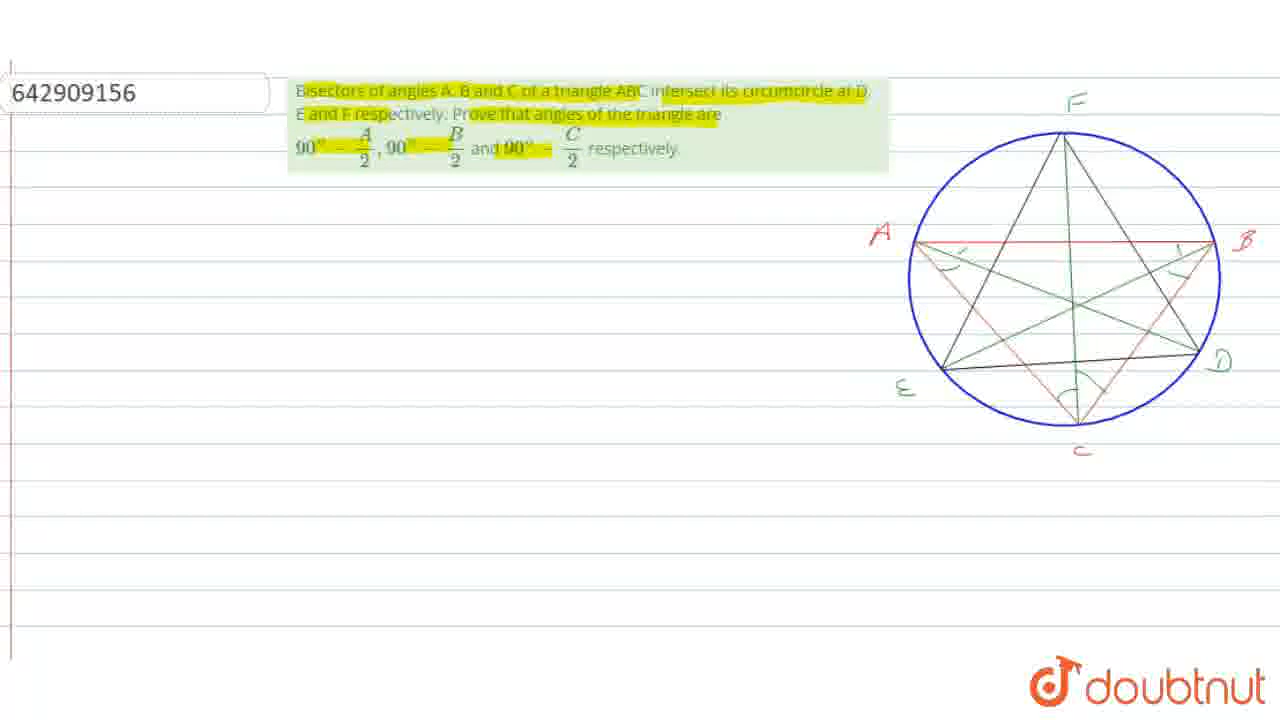 642909156
Bisectors of angles A, B and C of a triangle ABC intersect its circumcircle at D,
E and F respectively. Prove that angles of the triangle are
90° − A/2, 90° − B/2 and 90° − C/2 respectively.
F
A
B
D
E
C
doubtnut